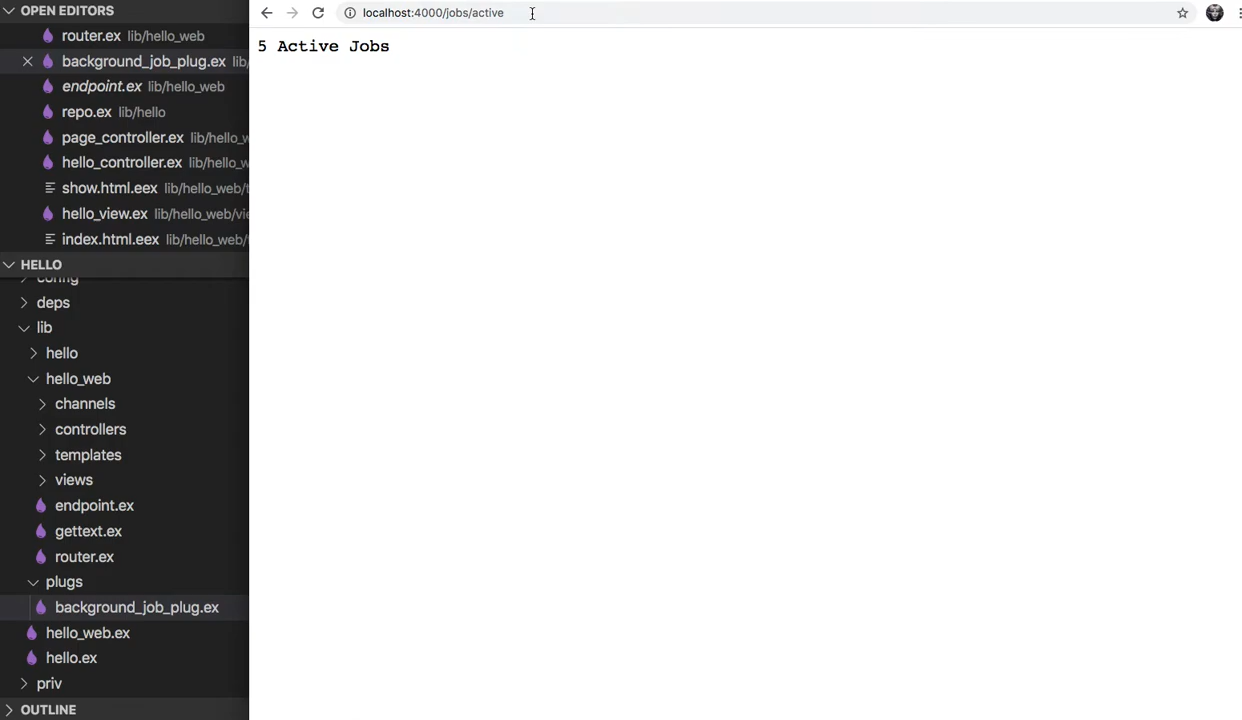 OPEN EDITORS
router.ex lib/hello_web
background_job_plug.ex lib/
endpoint.ex lib/hello_web
repo.ex lib/hello
page_controller.ex lib/hello_w
hello_controller.ex lib/hello_w
show.html.eex lib/hello_web/t
hello_view.ex lib/hello_web/vie
index.html.eex lib/hello_web/t
HELLO
config
deps
lib
hello
hello_web
channels
controllers
templates
views
endpoint.ex
gettext.ex
router.ex
plugs
background_job_plug.ex
hello_web.ex
hello.ex
priv
OUTLINE
localhost:4000/jobs/active
5 Active Jobs